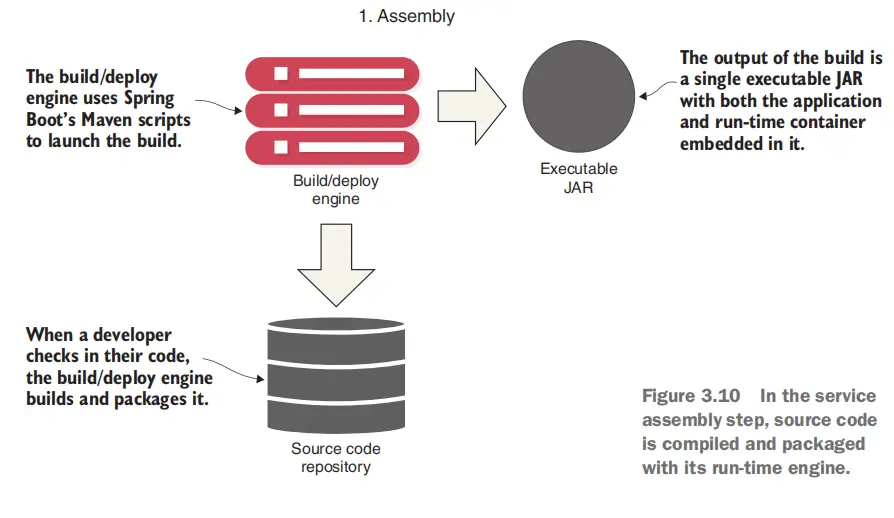 1. Assembly
The build/deploy
engine uses Spring
Boot's Maven scripts
to launch the build.
Build/deploy
engine
Executable
JAR
The output of the build is
a single executable JAR
with both the application
and run-time container
embedded in it.
When a developer
checks in their code,
the build/deploy engine
builds and packages it.
Source code
repository
Figure 3.10 In the service
assembly step, source code
is compiled and packaged
with its run-time engine.